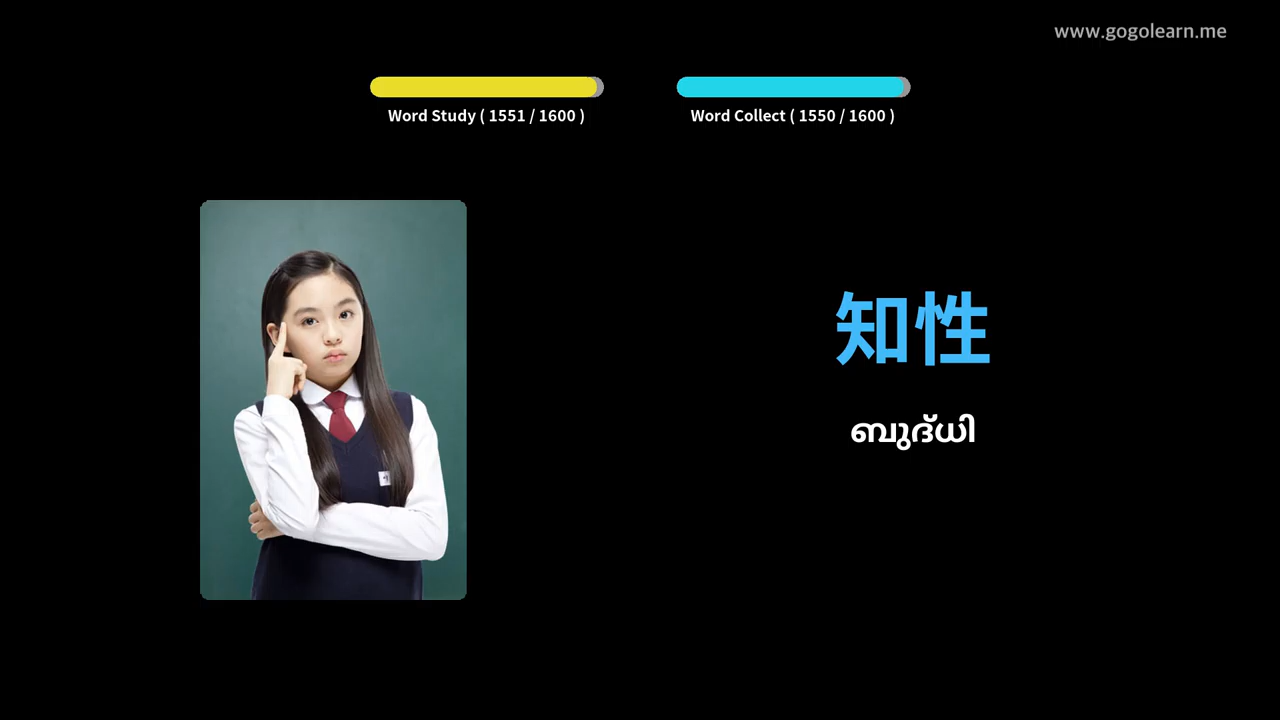 www.gogolearn.me
Word Study ( 1551 / 1600 )
Word Collect ( 1550 / 1600 )
知性
ബുദ്ധി